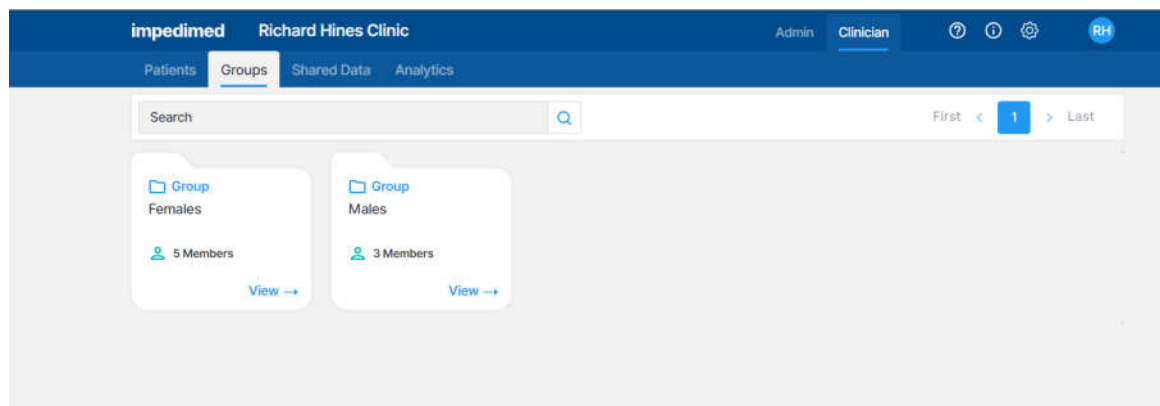 impedimed Richard Hines Clinic Admin Clinician RH
Patients Groups Shared Data Analytics
Search First < 1 > Last
Group
Females
5 Members
View →
Group
Males
3 Members
View →